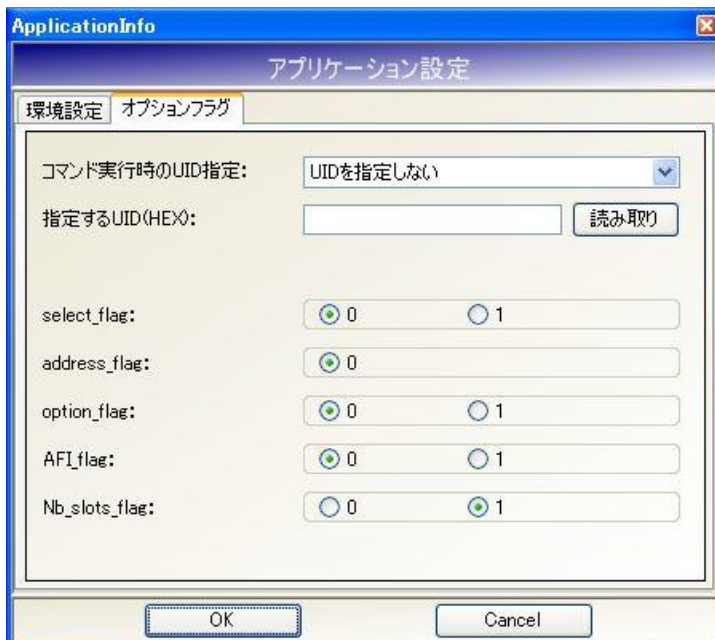 ApplicationInfo
アプリケーション設定
環境設定 オプションフラグ
コマンド実行時のUID指定: UIDを指定しない
指定するUID(HEX): 読み取り
select_flag: 0 1
address_flag: 0
option_flag: 0 1
AFI_flag: 0 1
Nb_slots_flag: 0 1
OK Cancel